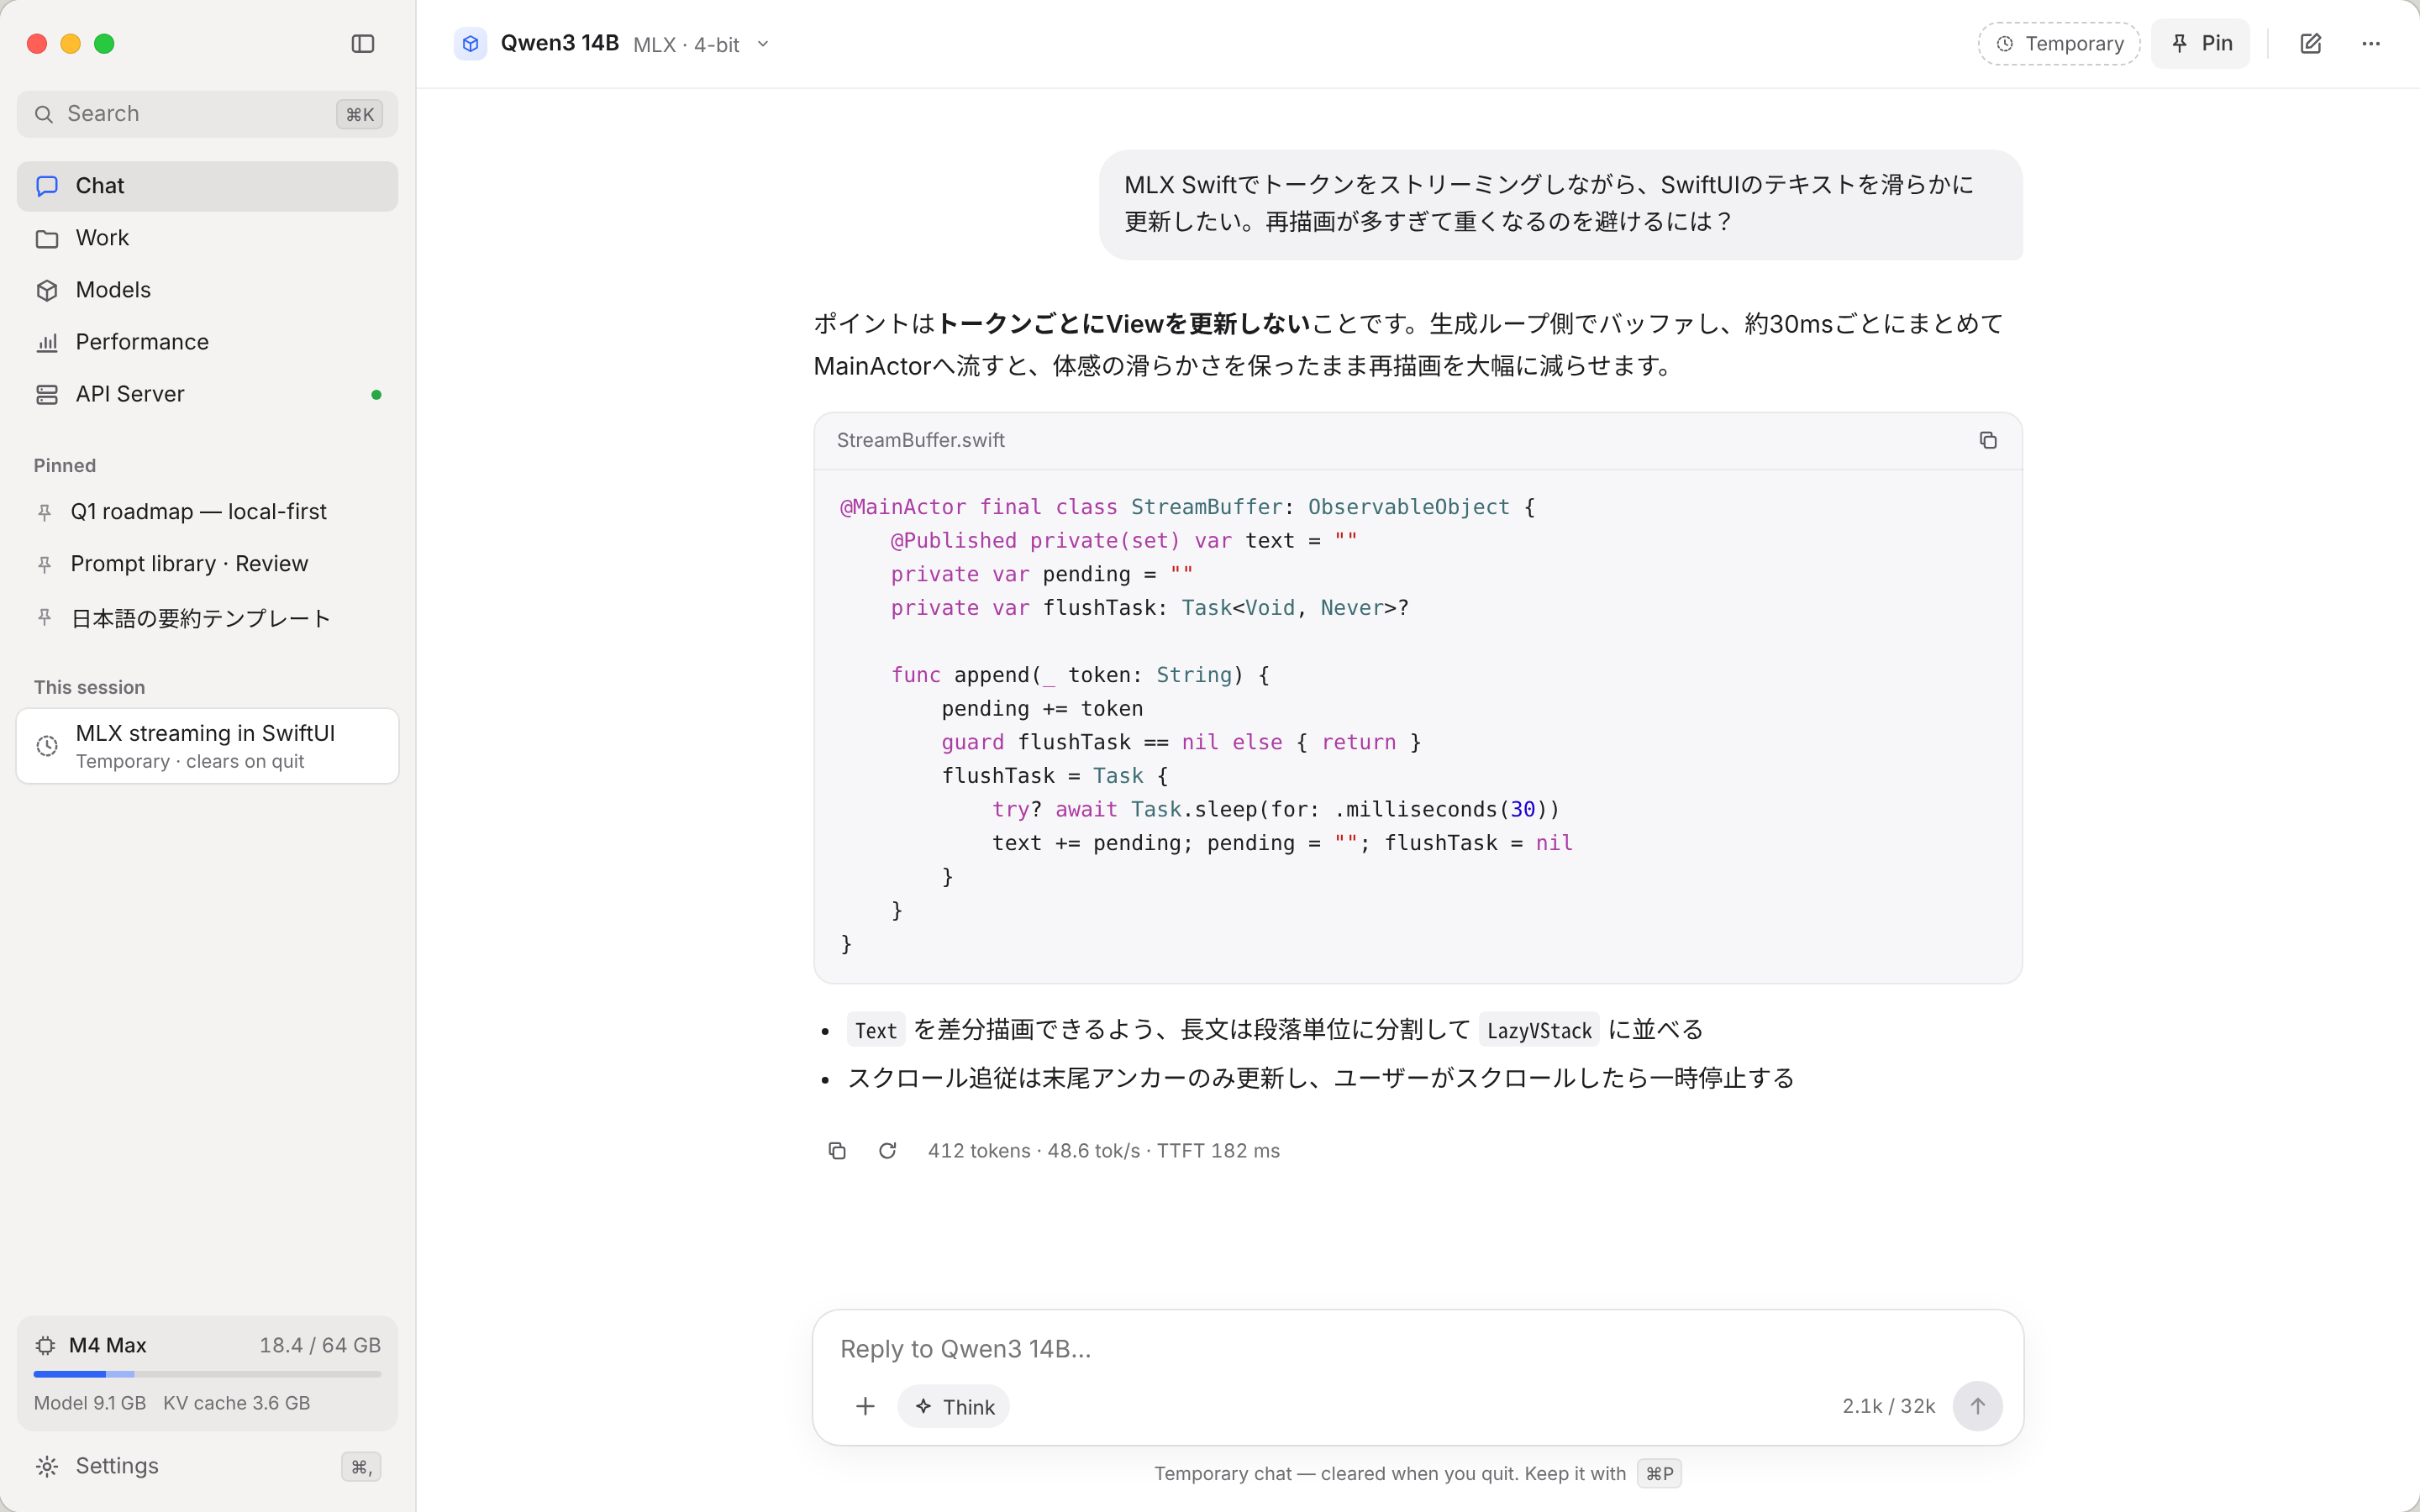 Search ⌘K
Chat
Work
Models
Performance
API Server
Pinned
Q1 roadmap — local-first
Prompt library · Review
日本語の要約テンプレート
This session
MLX streaming in SwiftUI
Temporary · clears on quit
M4 Max 18.4 / 64 GB
Model 9.1 GB KV cache 3.6 GB
Settings ⌘,
Qwen3 14B MLX · 4-bit
Temporary Pin
MLX Swiftでトークンをストリーミングしながら、SwiftUIのテキストを滑らかに
更新したい。再描画が多すぎて重くなるのを避けるには？
ポイントはトークンごとにViewを更新しないことです。生成ループ側でバッファし、約30msごとにまとめて
MainActorへ流すと、体感の滑らかさを保ったまま再描画を大幅に減らせます。
StreamBuffer.swift
@MainActor final class StreamBuffer: ObservableObject {
    @Published private(set) var text = ""
    private var pending = ""
    private var flushTask: Task<Void, Never>?

    func append(_ token: String) {
        pending += token
        guard flushTask == nil else { return }
        flushTask = Task {
            try? await Task.sleep(for: .milliseconds(30))
            text += pending; pending = ""; flushTask = nil
        }
    }
}
• Text を差分描画できるよう、長文は段落単位に分割して LazyVStack に並べる
• スクロール追従は末尾アンカーのみ更新し、ユーザーがスクロールしたら一時停止する
412 tokens · 48.6 tok/s · TTFT 182 ms
Reply to Qwen3 14B...
Think 2.1k / 32k
Temporary chat — cleared when you quit. Keep it with ⌘P